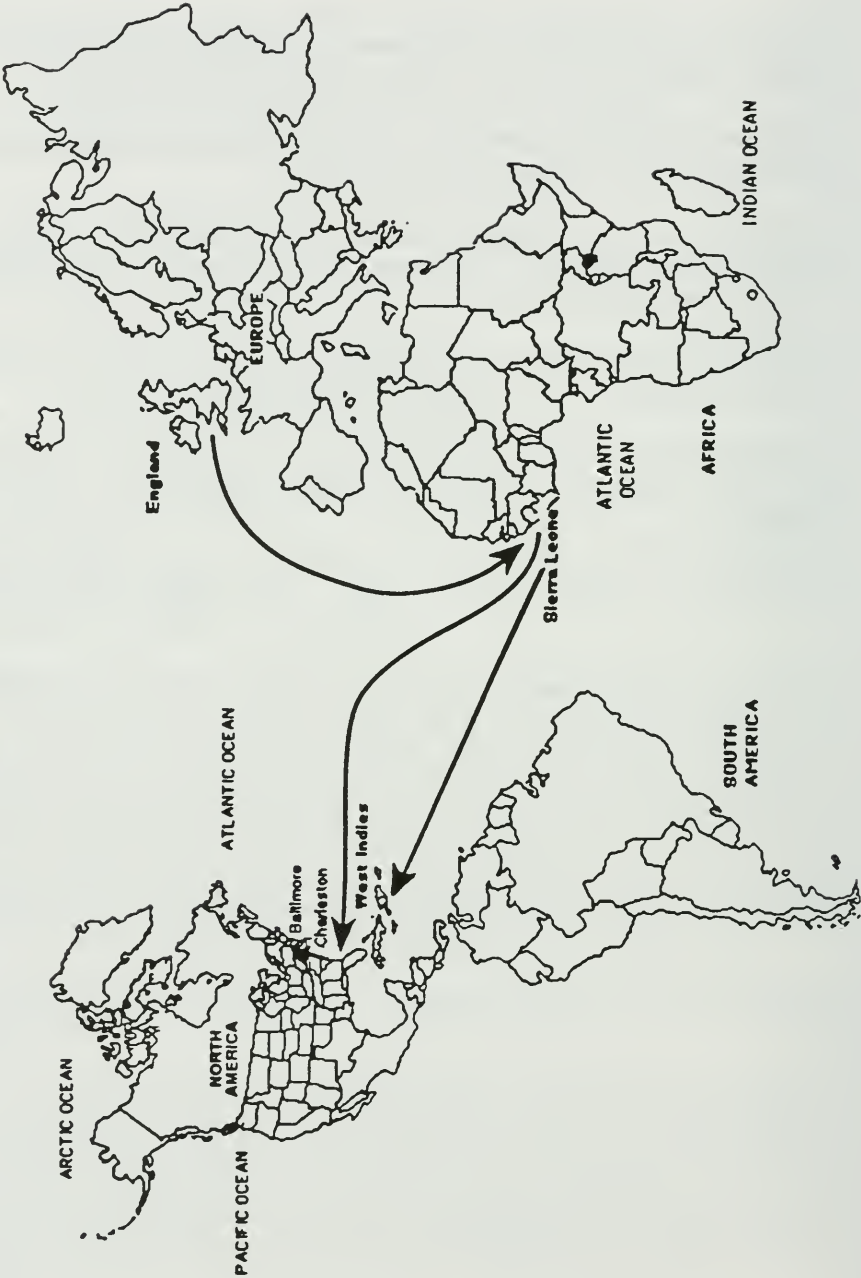 ARCTIC OCEAN
PACIFIC OCEAN
NORTH
AMERICA
ATLANTIC OCEAN
Baltimore
Charleston
West Indies
SOUTH
AMERICA
England
EUROPE
Sierra Leone
ATLANTIC
OCEAN
AFRICA
INDIAN OCEAN